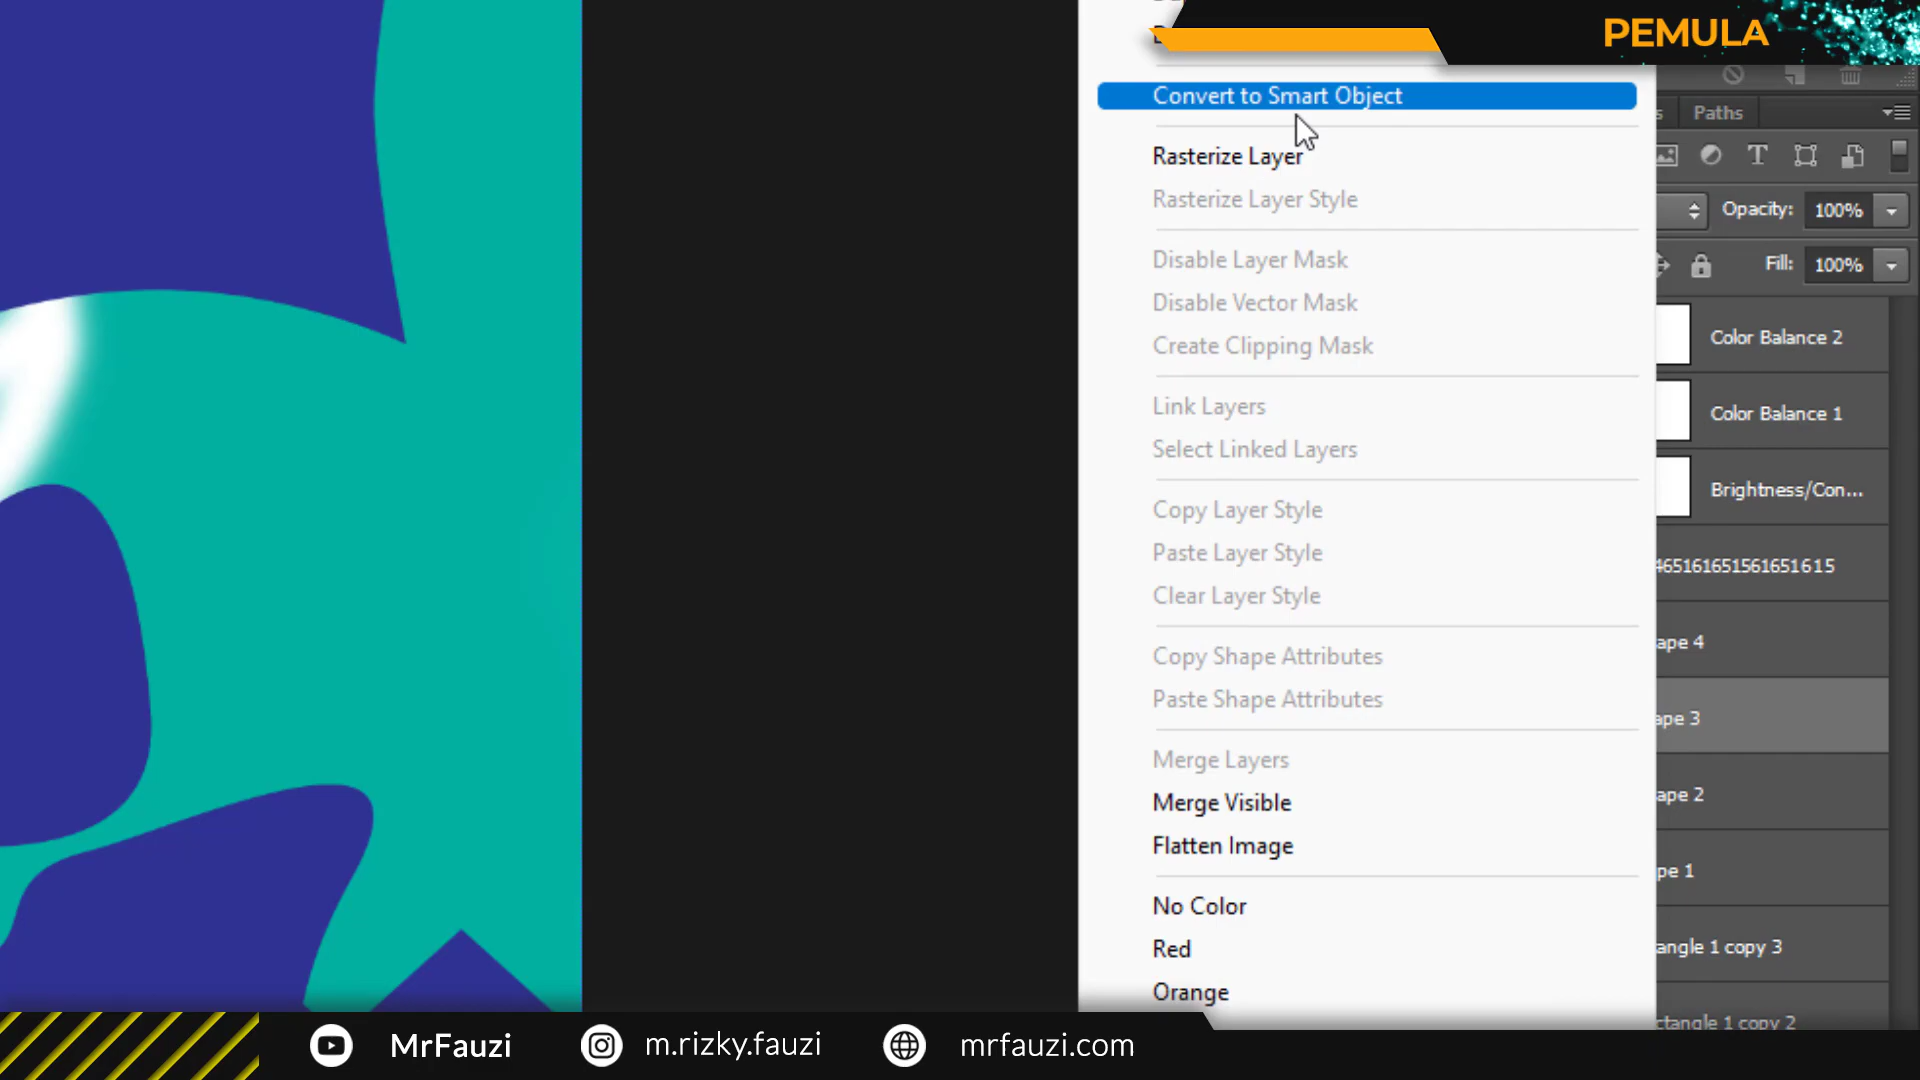 PEMULA
Convert to Smart Object
Rasterize Layer
Rasterize Layer Style
Disable Layer Mask
Disable Vector Mask
Create Clipping Mask
Link Layers
Select Linked Layers
Copy Layer Style
Paste Layer Style
Clear Layer Style
Copy Shape Attributes
Paste Shape Attributes
Merge Layers
Merge Visible
Flatten Image
No Color
Red
Orange
s Paths
Opacity: 100%
Fill: 100%
Color Balance 2
Color Balance 1
Brightness/Con...
465161651561651615
ape 4
ape 3
ape 2
pe 1
angle 1 copy 3
ctangle 1 copy 2
MrFauzi m.rizky.fauzi mrfauzi.com